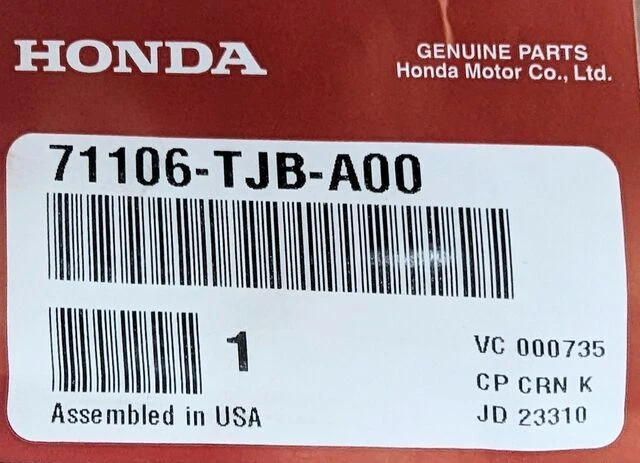 HONDA
GENUINE PARTS
Honda Motor Co., Ltd.
71106-TJB-A00
1
VC 000735
CP CRN K
JD 23310
Assembled in USA